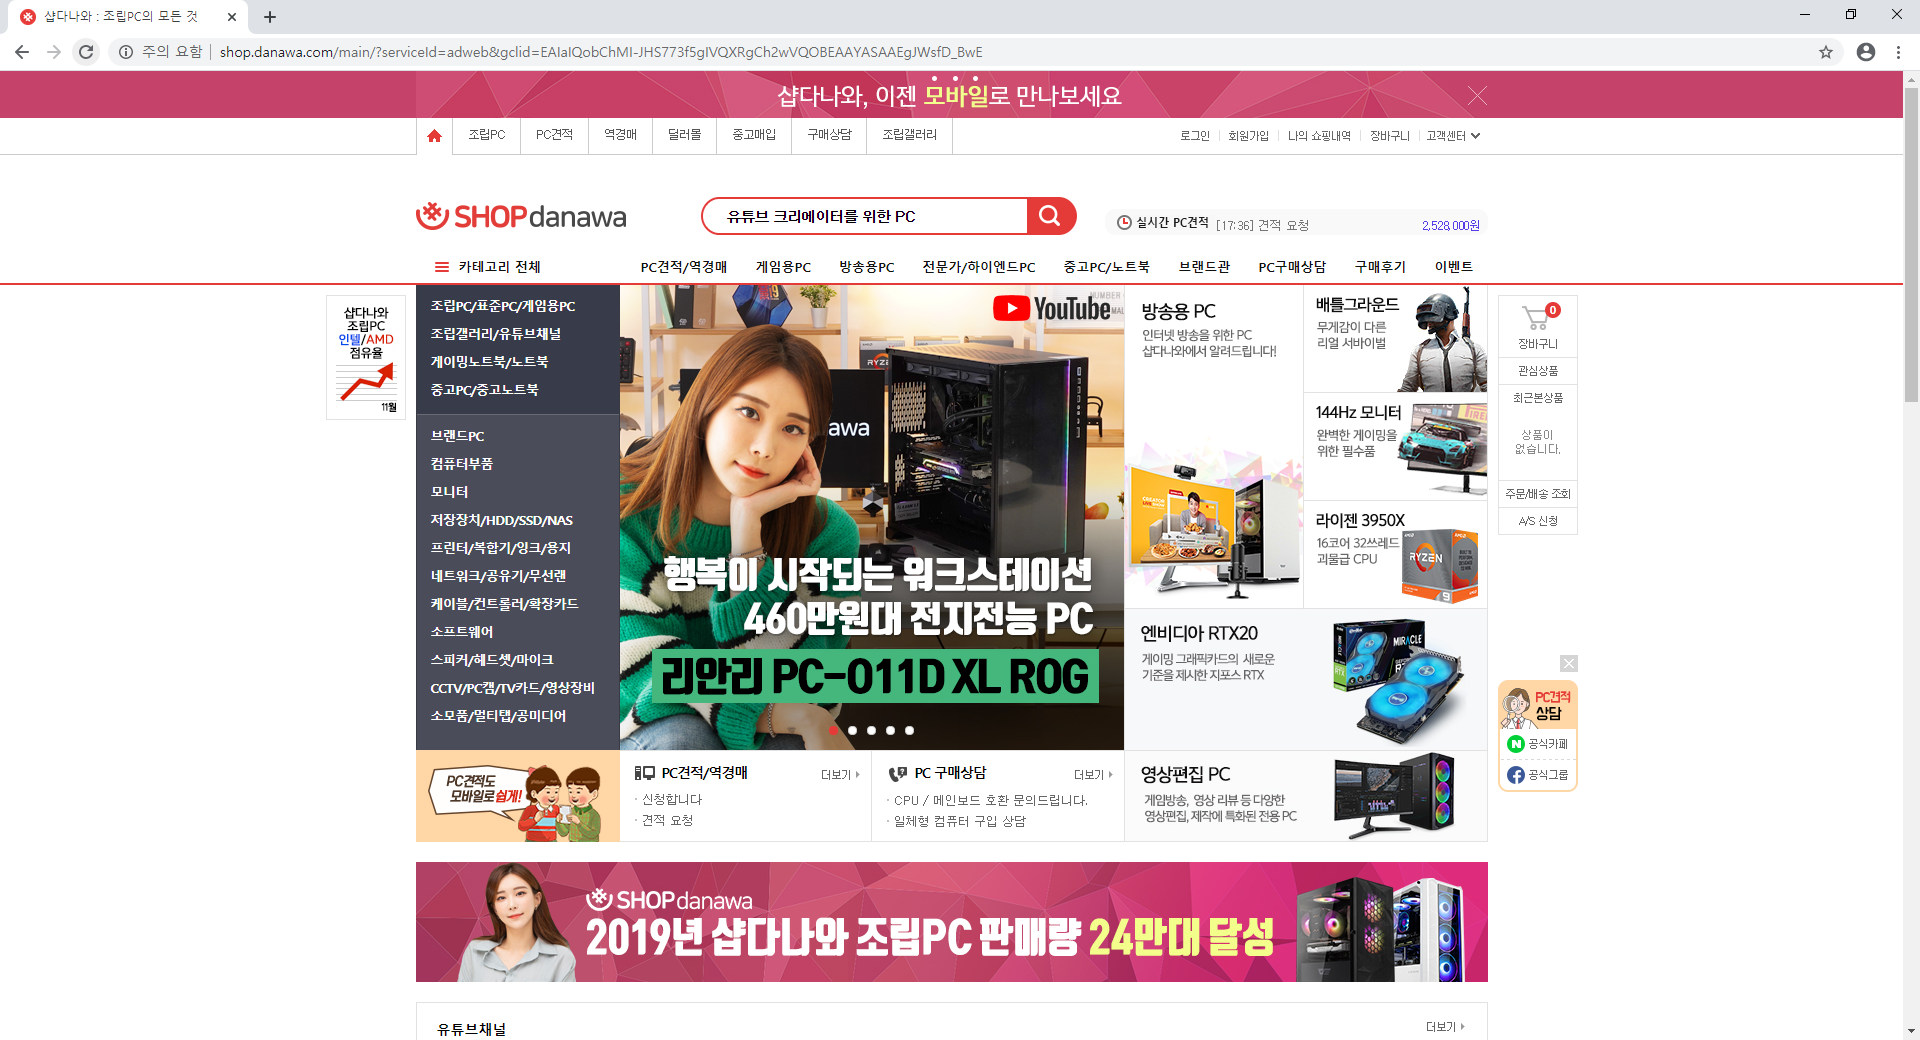 샵다나와 : 조립PC의 모든 것
주의 요함
shop.danawa.com/main/?serviceId=adweb&gclid=EAIaIQobChMI-JHS773f5gIVQXRgCh2wVQOBEAAYASAAEgJWsfD_BwE
샵다나와, 이젠 모바일로 만나보세요
조립PC
PC견적
역경매
딜러몰
중고매입
구매상담
조립갤러리
로그인
회원가입
나의 쇼핑내역
장바구니
고객센터
SHOPdanawa
유튜브 크리에이터를 위한 PC
실시간 PC견적
[17:36] 견적 요청
2,528,000원
카테고리 전체
PC견적/역경매
게임용PC
방송용PC
전문가/하이엔드PC
중고PC/노트북
브랜드관
PC구매상담
구매후기
이벤트
샵다나와
조립PC
인텔/AMD
점유율
11월
조립PC/표준PC/게임용PC
조립갤러리/유튜브채널
게이밍노트북/노트북
중고PC/중고노트북
브랜드PC
컴퓨터부품
모니터
저장장치/HDD/SSD/NAS
프린터/복합기/잉크/용지
네트워크/공유기/무선랜
케이블/컨트롤러/확장카드
소프트웨어
스피커/헤드셋/마이크
CCTV/PC캠/TV카드/영상장비
소모품/멀티탭/공미디어
YouTube
awa
행복이 시작되는 워크스테이션
460만원대 전지전능 PC
리안리 PC-011D XL ROG
방송용 PC
인터넷 방송을 위한 PC
샵다나와에서 알려드립니다!
배틀그라운드
무게감이 다른
리얼 서바이벌
144Hz 모니터
완벽한 게이밍을
위한 필수품
라이젠 3950X
16코어 32쓰레드
괴물급 CPU
RYZEN
9
엔비디아 RTX20
게이밍 그래픽카드의 새로운
기준을 제시한 지포스 RTX
MIRACLE
영상편집 PC
게임방송, 영상 리뷰 등 다양한
영상편집, 제작에 특화된 전용 PC
0
장바구니
관심상품
최근본상품
상품이
없습니다.
주문/배송 조회
A/S 신청
PC견적
상담
N 공식카페
공식그룹
PC견적도
모바일로 쉽게!
PC견적/역경매
더보기
· 신청합니다
· 견적 요청
PC 구매상담
더보기
· CPU / 메인보드 호환 문의드립니다.
· 일체형 컴퓨터 구입 상담
SHOPdanawa
2019년 샵다나와 조립PC 판매량 24만대 달성
유튜브채널
더보기